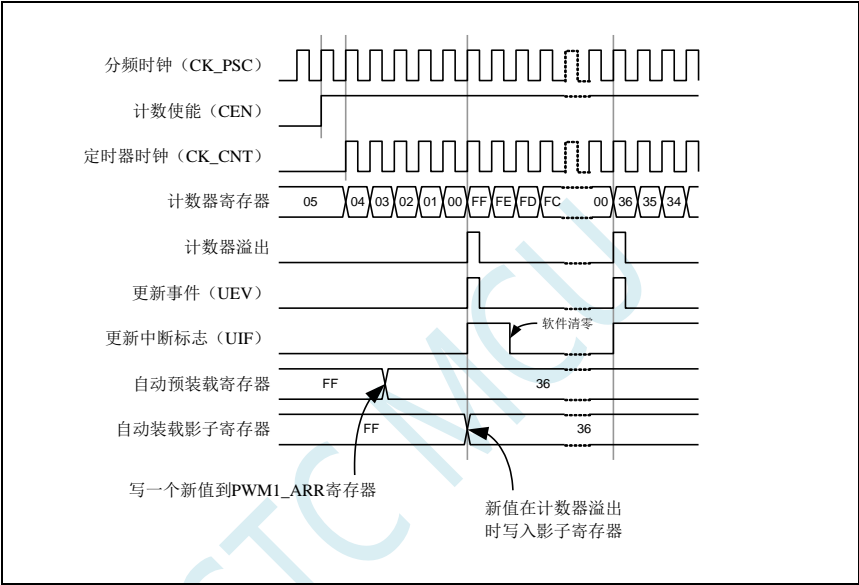 分频时钟（CK_PSC）
计数使能（CEN）
定时器时钟（CK_CNT）
计数器寄存器 05 04 03 02 01 00 FF FE FD FC 00 36 35 34
计数器溢出
更新事件（UEV）
更新中断标志（UIF） 软件清零
自动预装载寄存器 FF 36
自动装载影子寄存器 FF 36
写一个新值到PWM1_ARR寄存器
新值在计数器溢出
时写入影子寄存器
STC MCU